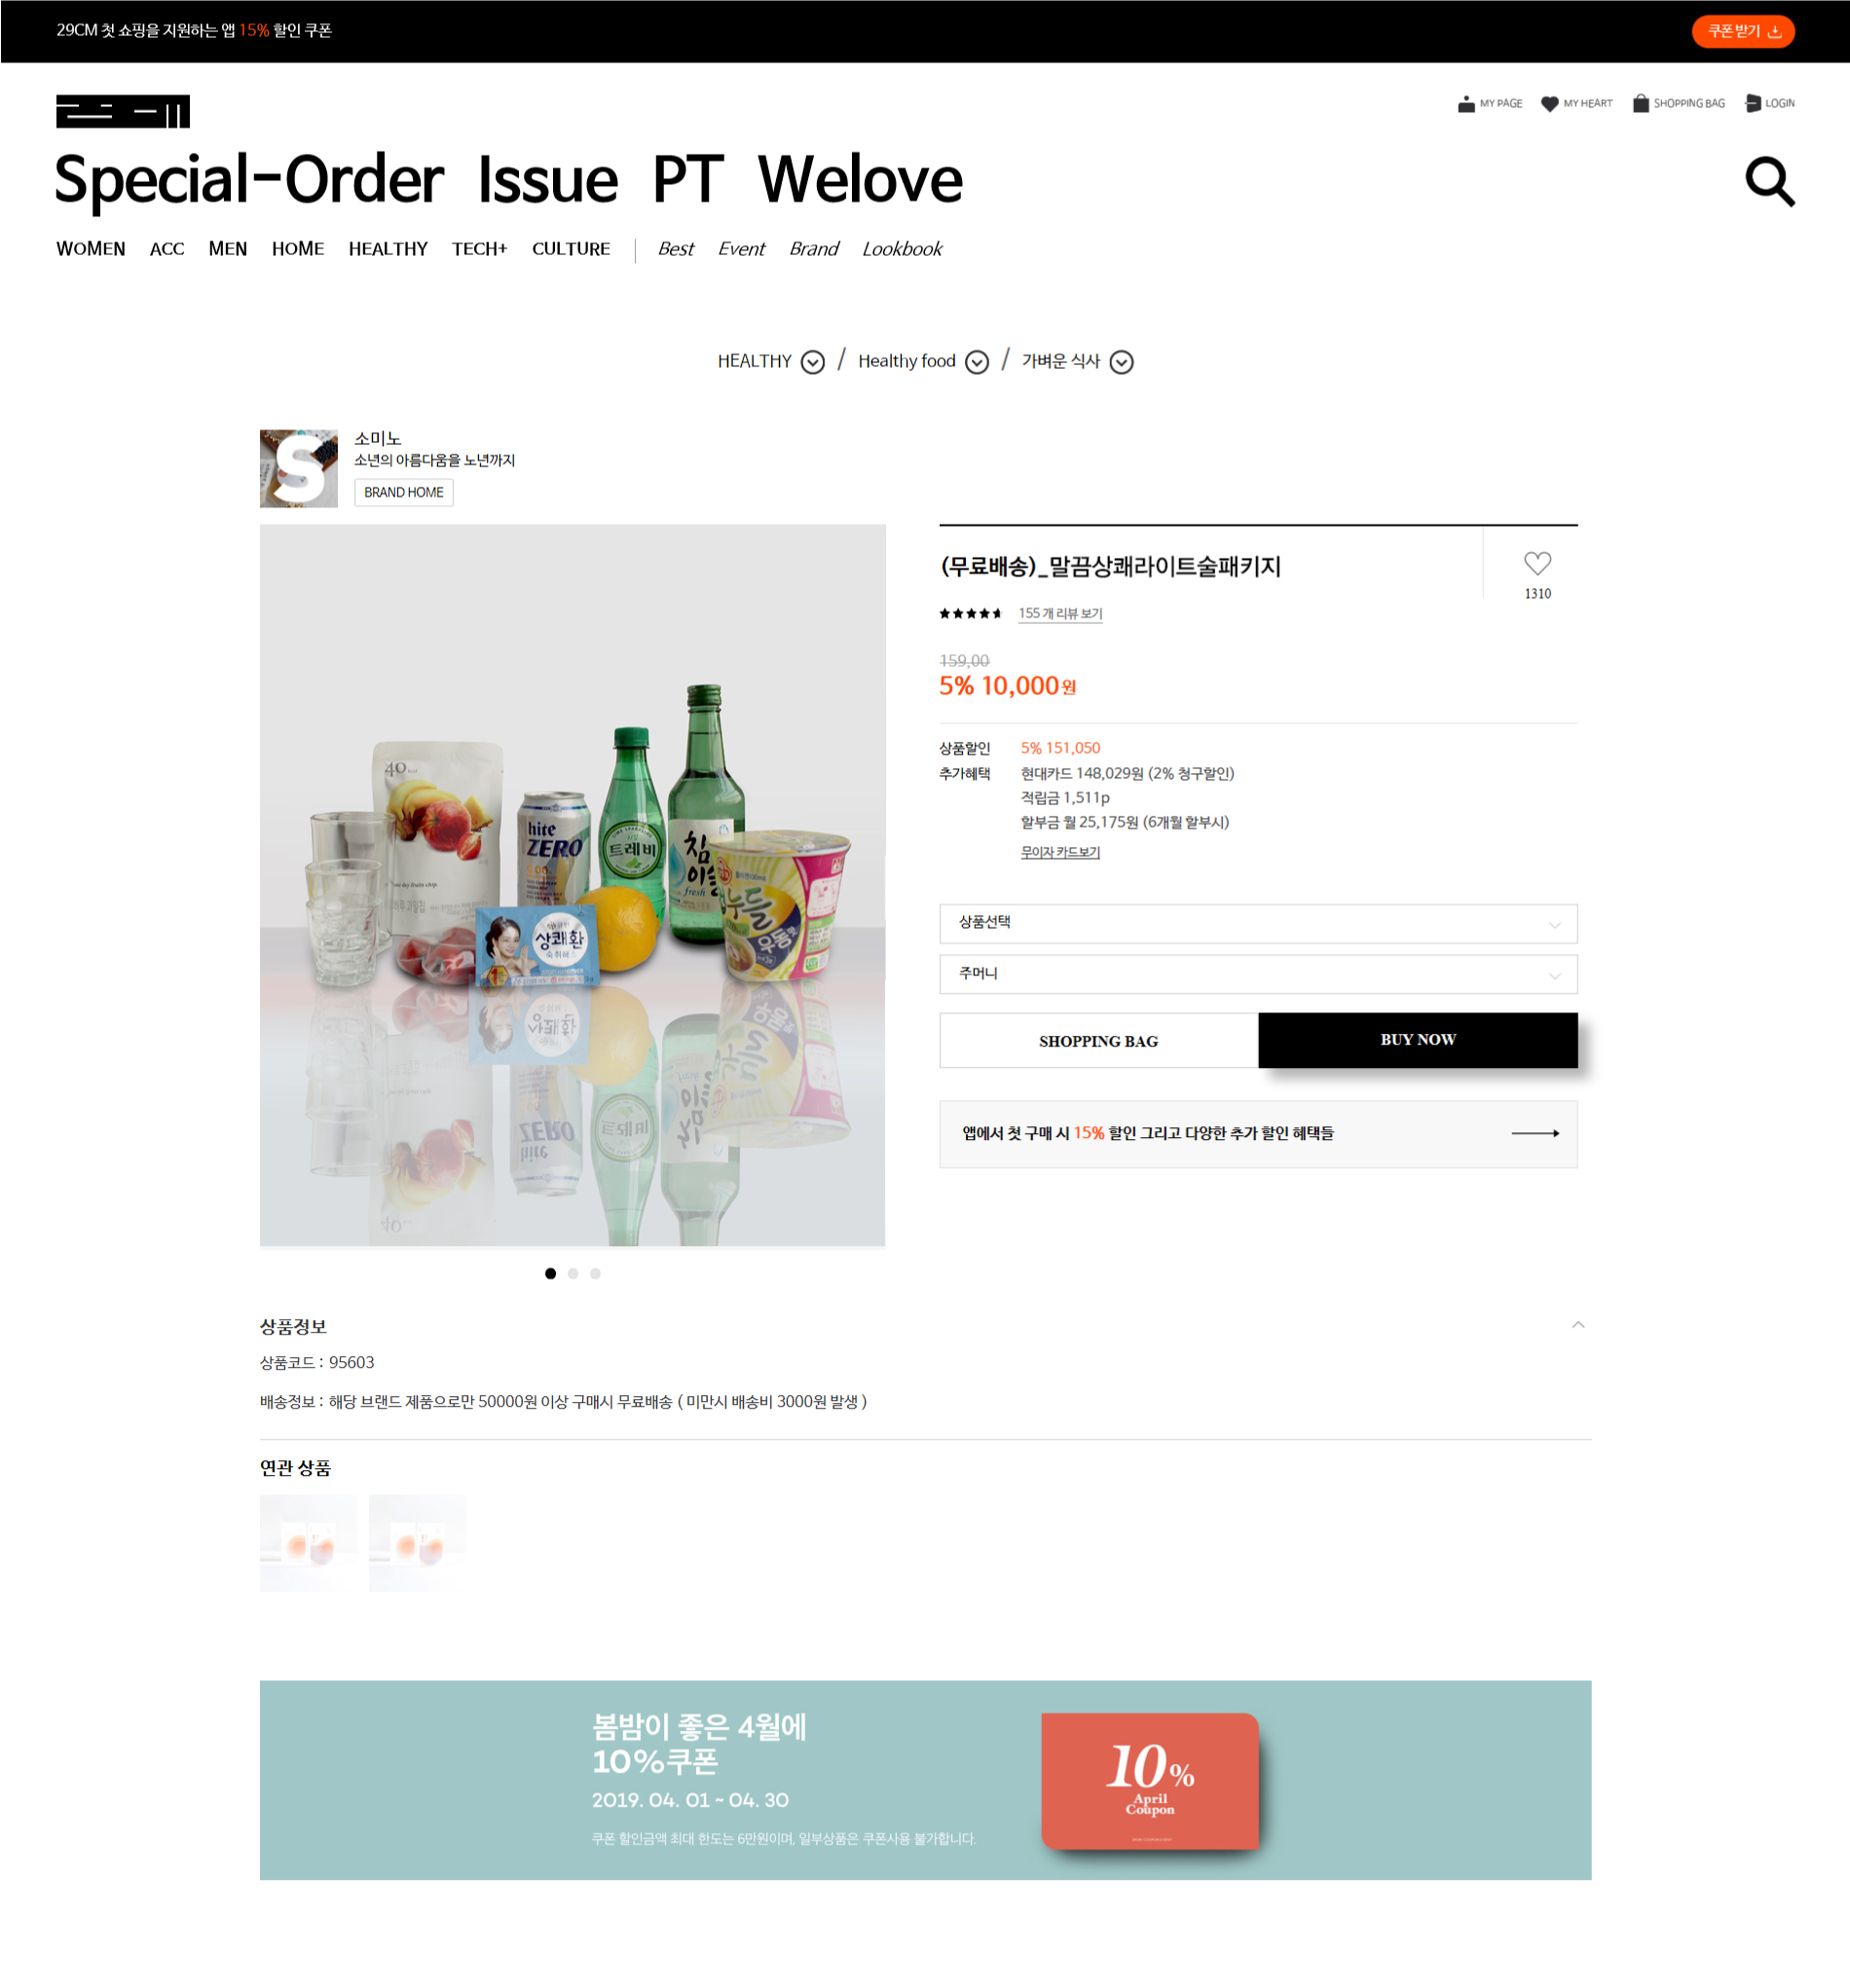 29CM 첫 쇼핑을 지원하는 앱 15% 할인 쿠폰
쿠폰 받기
MY PAGE
MY HEART
SHOPPING BAG
LOGIN
Special-Order Issue PT Welove
WOMEN ACC MEN HOME HEALTHY TECH+ CULTURE Best Event Brand Lookbook
HEALTHY / Healthy food / 가벼운 식사
S
소미노
소년의 아름다움을 노년까지
BRAND HOME
40
hite
ZERO
0.00
트레비
참
이슬
fresh
상쾌환
컵누들
우동맛
(무료배송)_말끔상쾌라이트술패키지
1310
155 개 리뷰 보기
159,00
5% 10,000원
상품할인 5% 151,050
추가혜택 현대카드 148,029원 (2% 청구할인)
적립금 1,511p
할부금 월 25,175원 (6개월 할부시)
무이자 카드보기
상품선택
주머니
SHOPPING BAG
BUY NOW
앱에서 첫 구매 시 15% 할인 그리고 다양한 추가 할인 혜택들
상품정보
상품코드 : 95603
배송정보 : 해당 브랜드 제품으로만 50000원 이상 구매시 무료배송 ( 미만시 배송비 3000원 발생 )
연관 상품
봄밤이 좋은 4월에
10%쿠폰
2019. 04. 01 ~ 04. 30
쿠폰 할인금액 최대 한도는 6만원이며, 일부상품은 쿠폰사용 불가합니다.
10%
April
Coupon